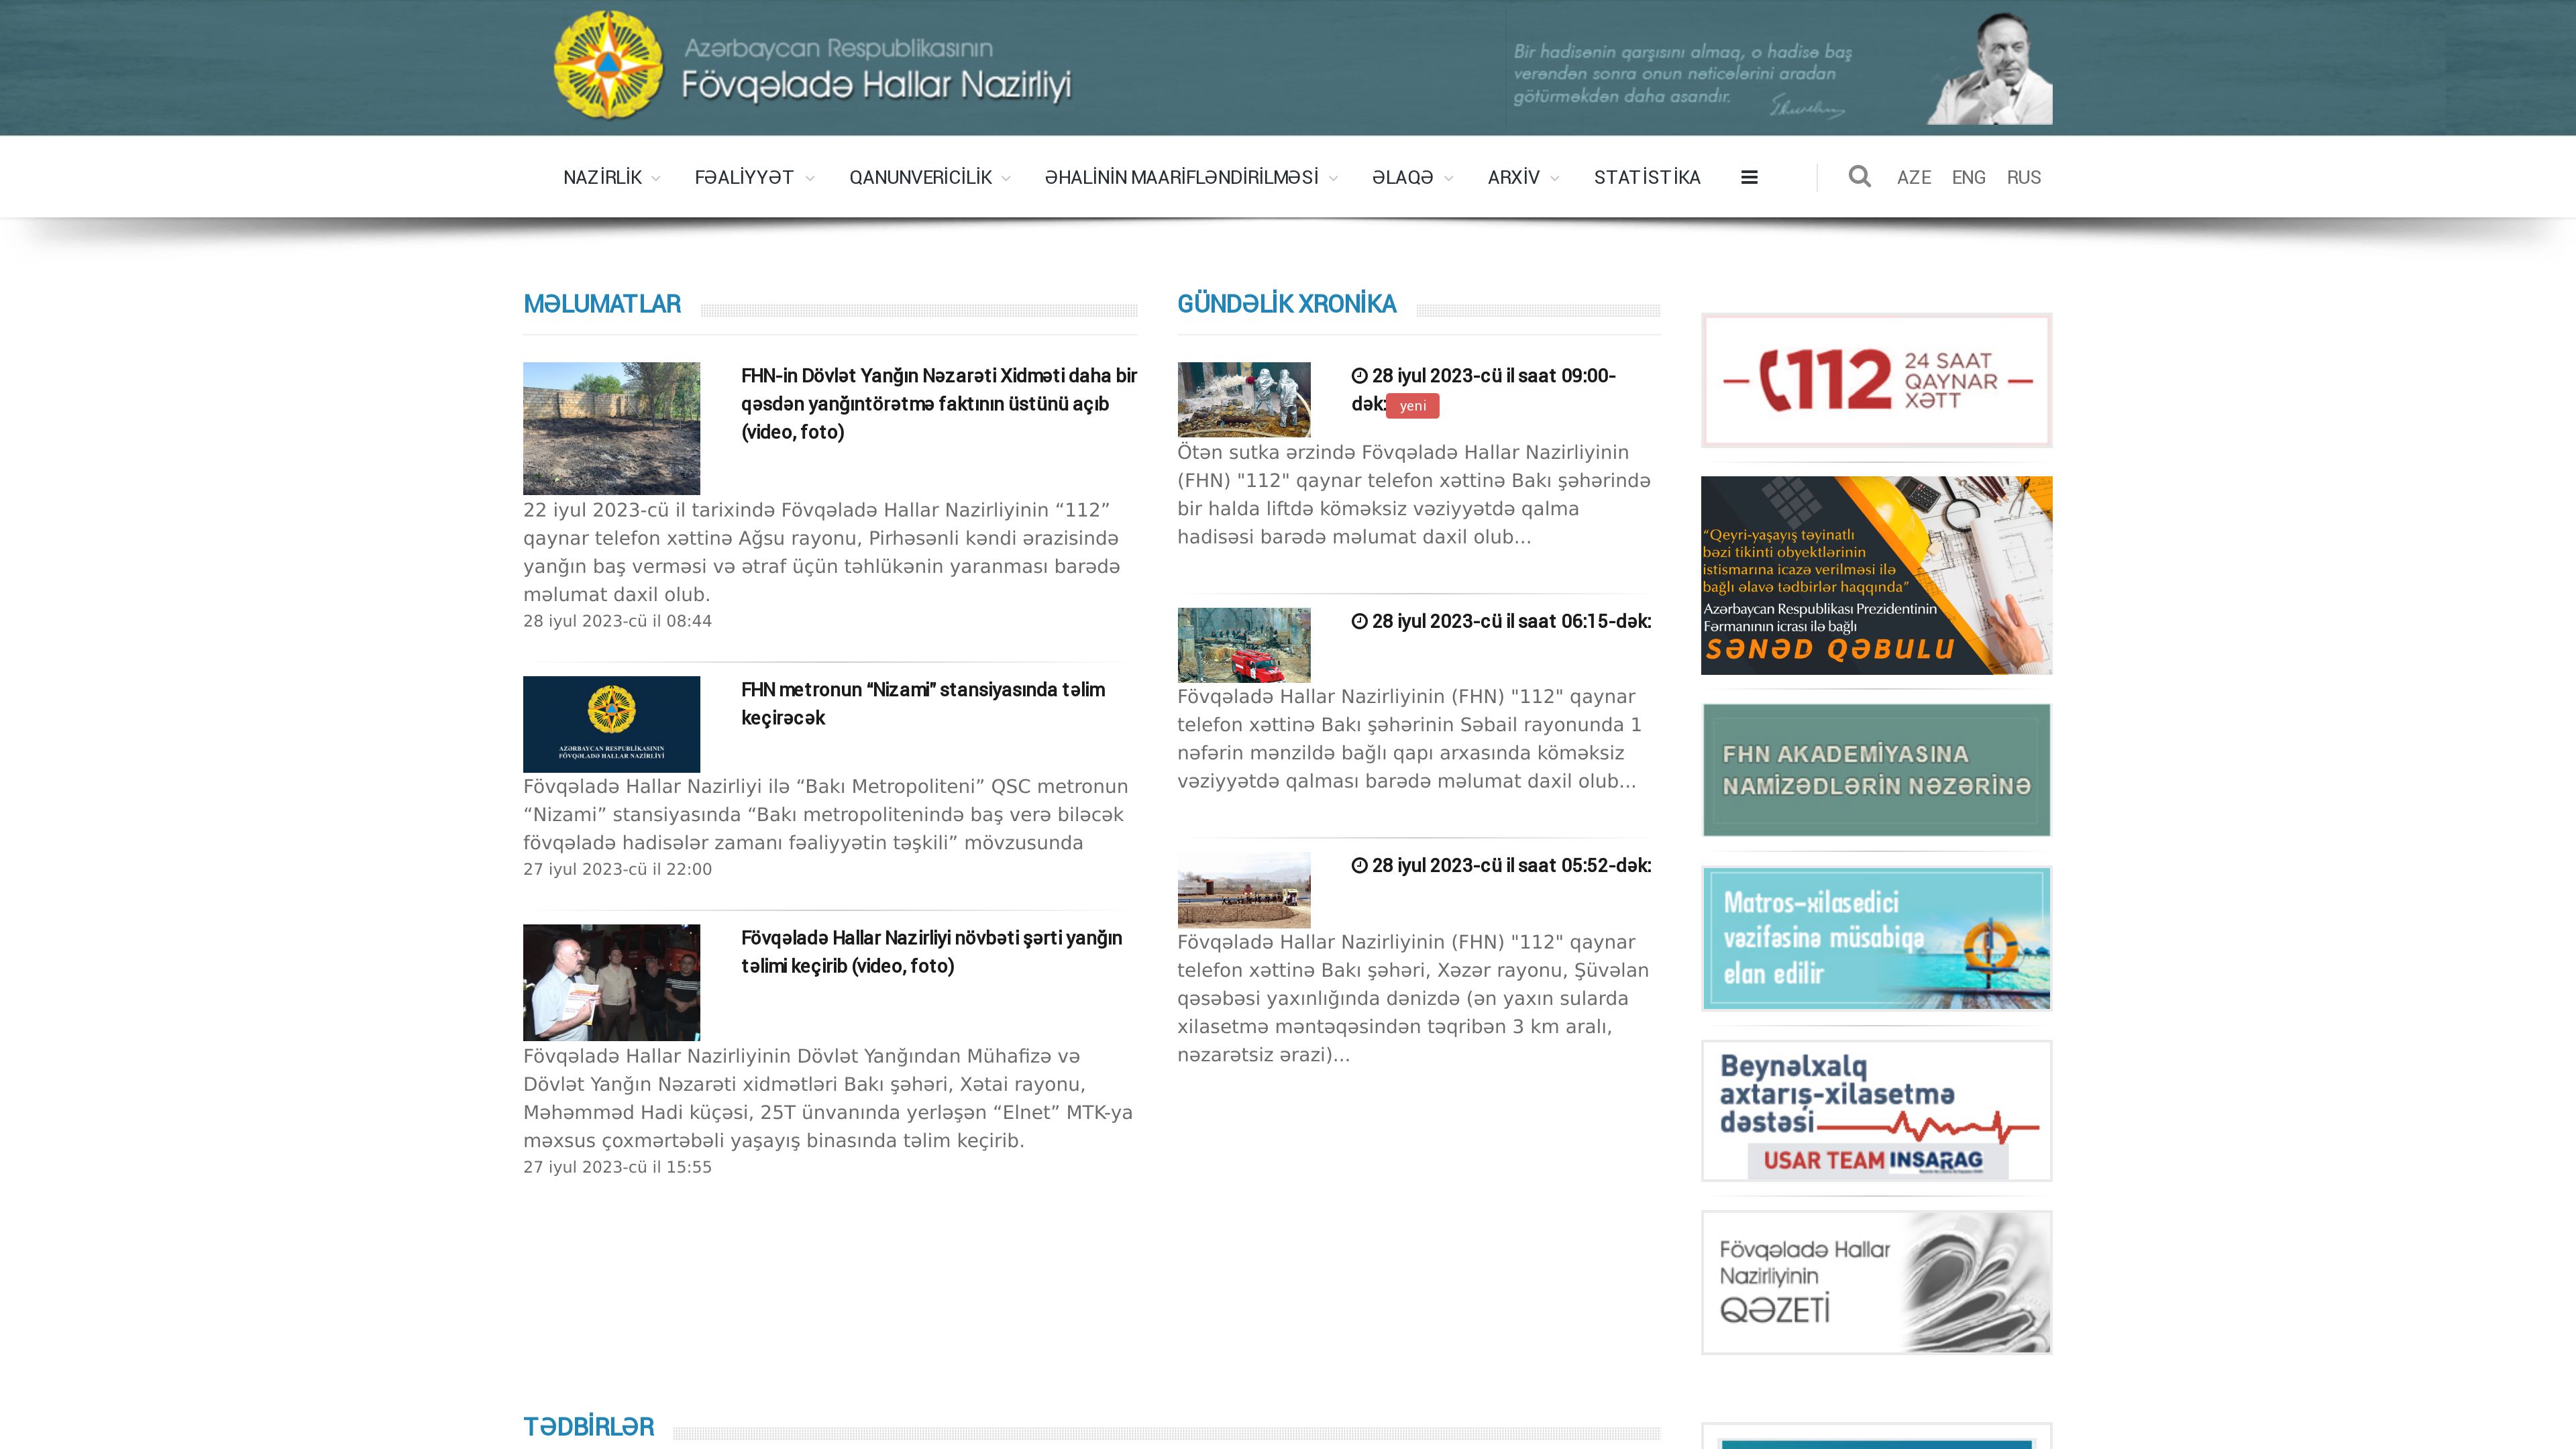 Azərbaycan Respublikasının
Fövqəladə Hallar Nazirliyi
Bir hadisənin qarşısını almaq, o hadisə baş
verəndən sonra onun nəticələrini aradan
götürməkdən daha asandır.
NAZİRLİK FƏALİYYƏT QANUNVERİCİLİK ƏHALİNİN MAARİFLƏNDİRİLMƏSİ ƏLAQƏ ARXİV STATİSTİKA AZE ENG RUS
MƏLUMATLAR
FHN-in Dövlət Yanğın Nəzarəti Xidməti daha bir
qəsdən yanğıntörətmə faktının üstünü açıb
(video, foto)
22 iyul 2023-cü il tarixində Fövqəladə Hallar Nazirliyinin “112”
qaynar telefon xəttinə Ağsu rayonu, Pirhəsənli kəndi ərazisində
yanğın baş verməsi və ətraf üçün təhlükənin yaranması barədə
məlumat daxil olub.
28 iyul 2023-cü il 08:44
AZƏRBAYCAN RESPUBLİKASININ
FÖVQƏLADƏ HALLAR NAZİRLİYİ
FHN metronun “Nizami” stansiyasında təlim
keçirəcək
Fövqəladə Hallar Nazirliyi ilə “Bakı Metropoliteni” QSC metronun
“Nizami” stansiyasında “Bakı metropolitenində baş verə biləcək
fövqəladə hadisələr zamanı fəaliyyətin təşkili” mövzusunda
27 iyul 2023-cü il 22:00
Fövqəladə Hallar Nazirliyi növbəti şərti yanğın
təlimi keçirib (video, foto)
Fövqəladə Hallar Nazirliyinin Dövlət Yanğından Mühafizə və
Dövlət Yanğın Nəzarəti xidmətləri Bakı şəhəri, Xətai rayonu,
Məhəmməd Hadi küçəsi, 25T ünvanında yerləşən “Elnet” MTK-ya
məxsus çoxmərtəbəli yaşayış binasında təlim keçirib.
27 iyul 2023-cü il 15:55
GÜNDƏLİK XRONİKA
28 iyul 2023-cü il saat 09:00-
dək: yeni
Ötən sutka ərzində Fövqəladə Hallar Nazirliyinin
(FHN) "112" qaynar telefon xəttinə Bakı şəhərində
bir halda liftdə köməksiz vəziyyətdə qalma
hadisəsi barədə məlumat daxil olub...
28 iyul 2023-cü il saat 06:15-dək:
Fövqəladə Hallar Nazirliyinin (FHN) "112" qaynar
telefon xəttinə Bakı şəhərinin Səbail rayonunda 1
nəfərin mənzildə bağlı qapı arxasında köməksiz
vəziyyətdə qalması barədə məlumat daxil olub...
28 iyul 2023-cü il saat 05:52-dək:
Fövqəladə Hallar Nazirliyinin (FHN) "112" qaynar
telefon xəttinə Bakı şəhəri, Xəzər rayonu, Şüvəlan
qəsəbəsi yaxınlığında dənizdə (ən yaxın sularda
xilasetmə məntəqəsindən təqribən 3 km aralı,
nəzarətsiz ərazi)...
112 24 SAAT
QAYNAR
XƏTT
“Qeyri-yaşayış təyinatlı
bəzi tikinti obyektlərinin
istismarına icazə verilməsi ilə
bağlı əlavə tədbirlər haqqında”
Azərbaycan Respublikası Prezidentinin
Fərmanının icrası ilə bağlı
SƏNƏD QƏBULU
FHN AKADEMİYASINA
NAMİZƏDLƏRİN NƏZƏRİNƏ
Matros-xilasedici
vəzifəsinə müsabiqə
elan edilir
Beynəlxalq
axtarış-xilasetmə
dəstəsi
USAR TEAM INSARAG
Fövqəladə Hallar
Nazirliyinin
QƏZETİ
TƏDBİRLƏR